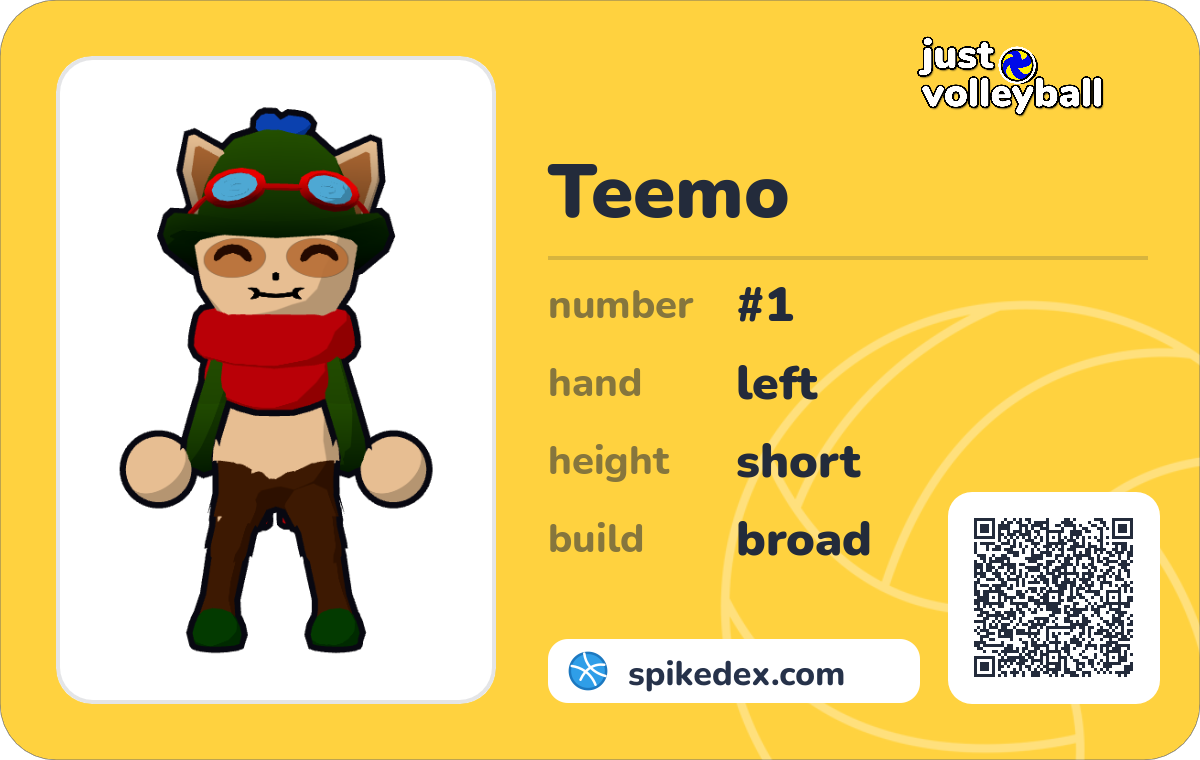 just
volleyball
Teemo
number #1
hand left
height short
build broad
spikedex.com